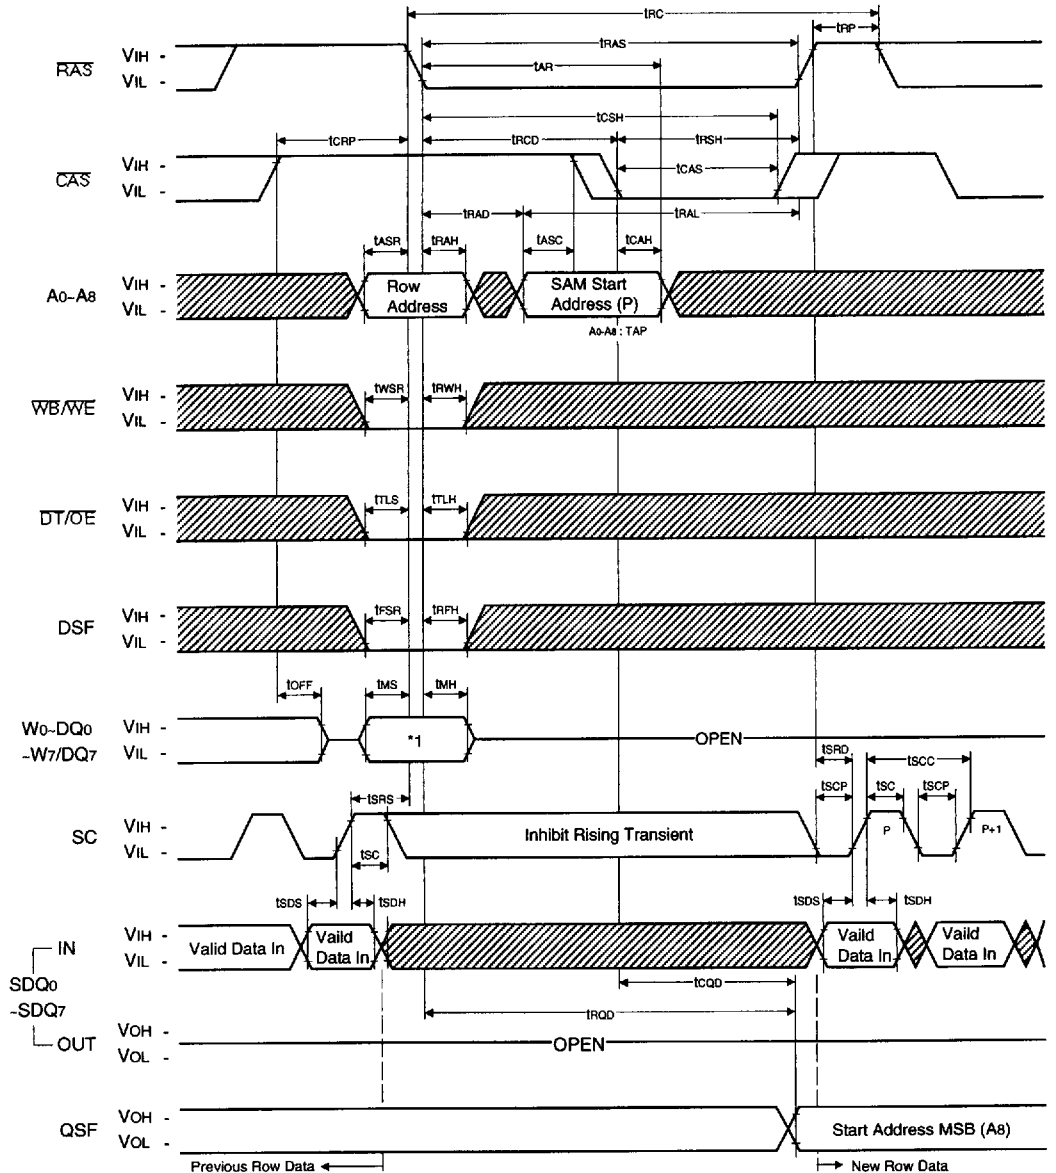 tRC
tRP
RAS
VIH -
VIL -
tRAS
tAR
tCSH
tCRP
tRCD
tRSH
CAS
VIH -
VIL -
tCAS
tRAD
tRAL
tASR
tRAH
tASC
tCAH
A0~A8
VIH -
VIL -
Row
Address
SAM Start
Address (P)
A0-A8 : TAP
WB/WE
VIH -
VIL -
tWSR
tRWH
DT/OE
VIH -
VIL -
tTLS
tTLH
DSF
VIH -
VIL -
tFSR
tRFH
tOFF
tMS
tMH
W0~DQ0
~W7/DQ7
VIH -
VIL -
*1
OPEN
tSRD
tSCC
tSRS
tSCP
tSC
tSCP
SC
VIH -
VIL -
Inhibit Rising Transient
P
P+1
tSC
tSDS
tSDH
tSDS
tSDH
IN
VIH -
VIL -
Valid Data In
Vaild
Data In
Vaild
Data In
Vaild
Data In
SDQ0
~SDQ7
tCQD
tRQD
OUT
VOH -
VOL -
OPEN
QSF
VOH -
VOL -
Start Address MSB (A8)
Previous Row Data
New Row Data